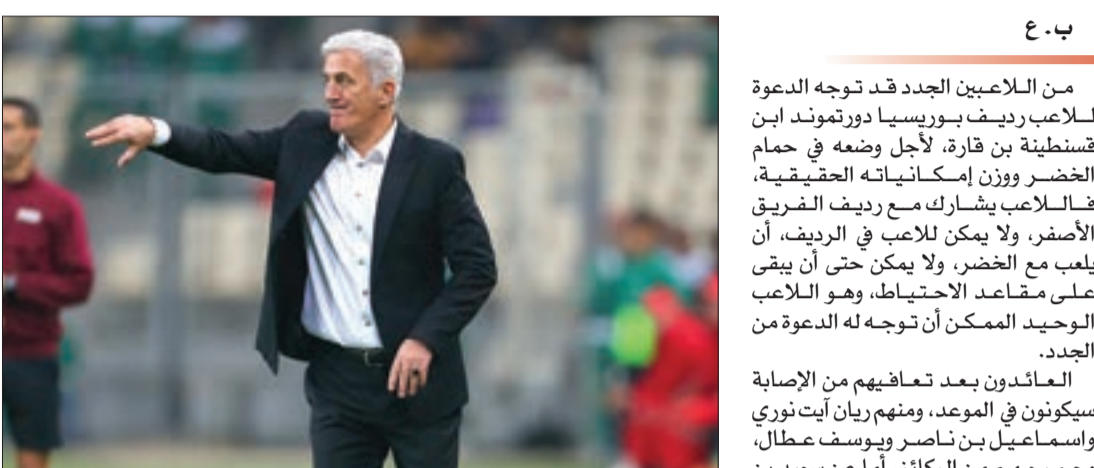 ب. ع
من اللاعبين الجدد قد توجه الدعوة
للاعب رديف بوريسيا دورتموند ابن
قسنطينة بن قارة، لأجل وضعه في حمام
الخضر ووزن إمكانياته الحقيقية،
فاللاعب يشارك مع رديف الفريق
الأصفر، ولا يمكن للاعب في الرديف، أن
يلعب مع الخضر، ولا يمكن حتى أن يبقى
على مقاعد الاحتياط، وهو اللاعب
الوحيد الممكن أن توجه له الدعوة من
الجدد.
العائدون بعد تعافيهم من الإصابة
سيكونون في الموعد، ومنهم ريان آيت نوري
واسماعيل بن ناصر ويوسف عطال،